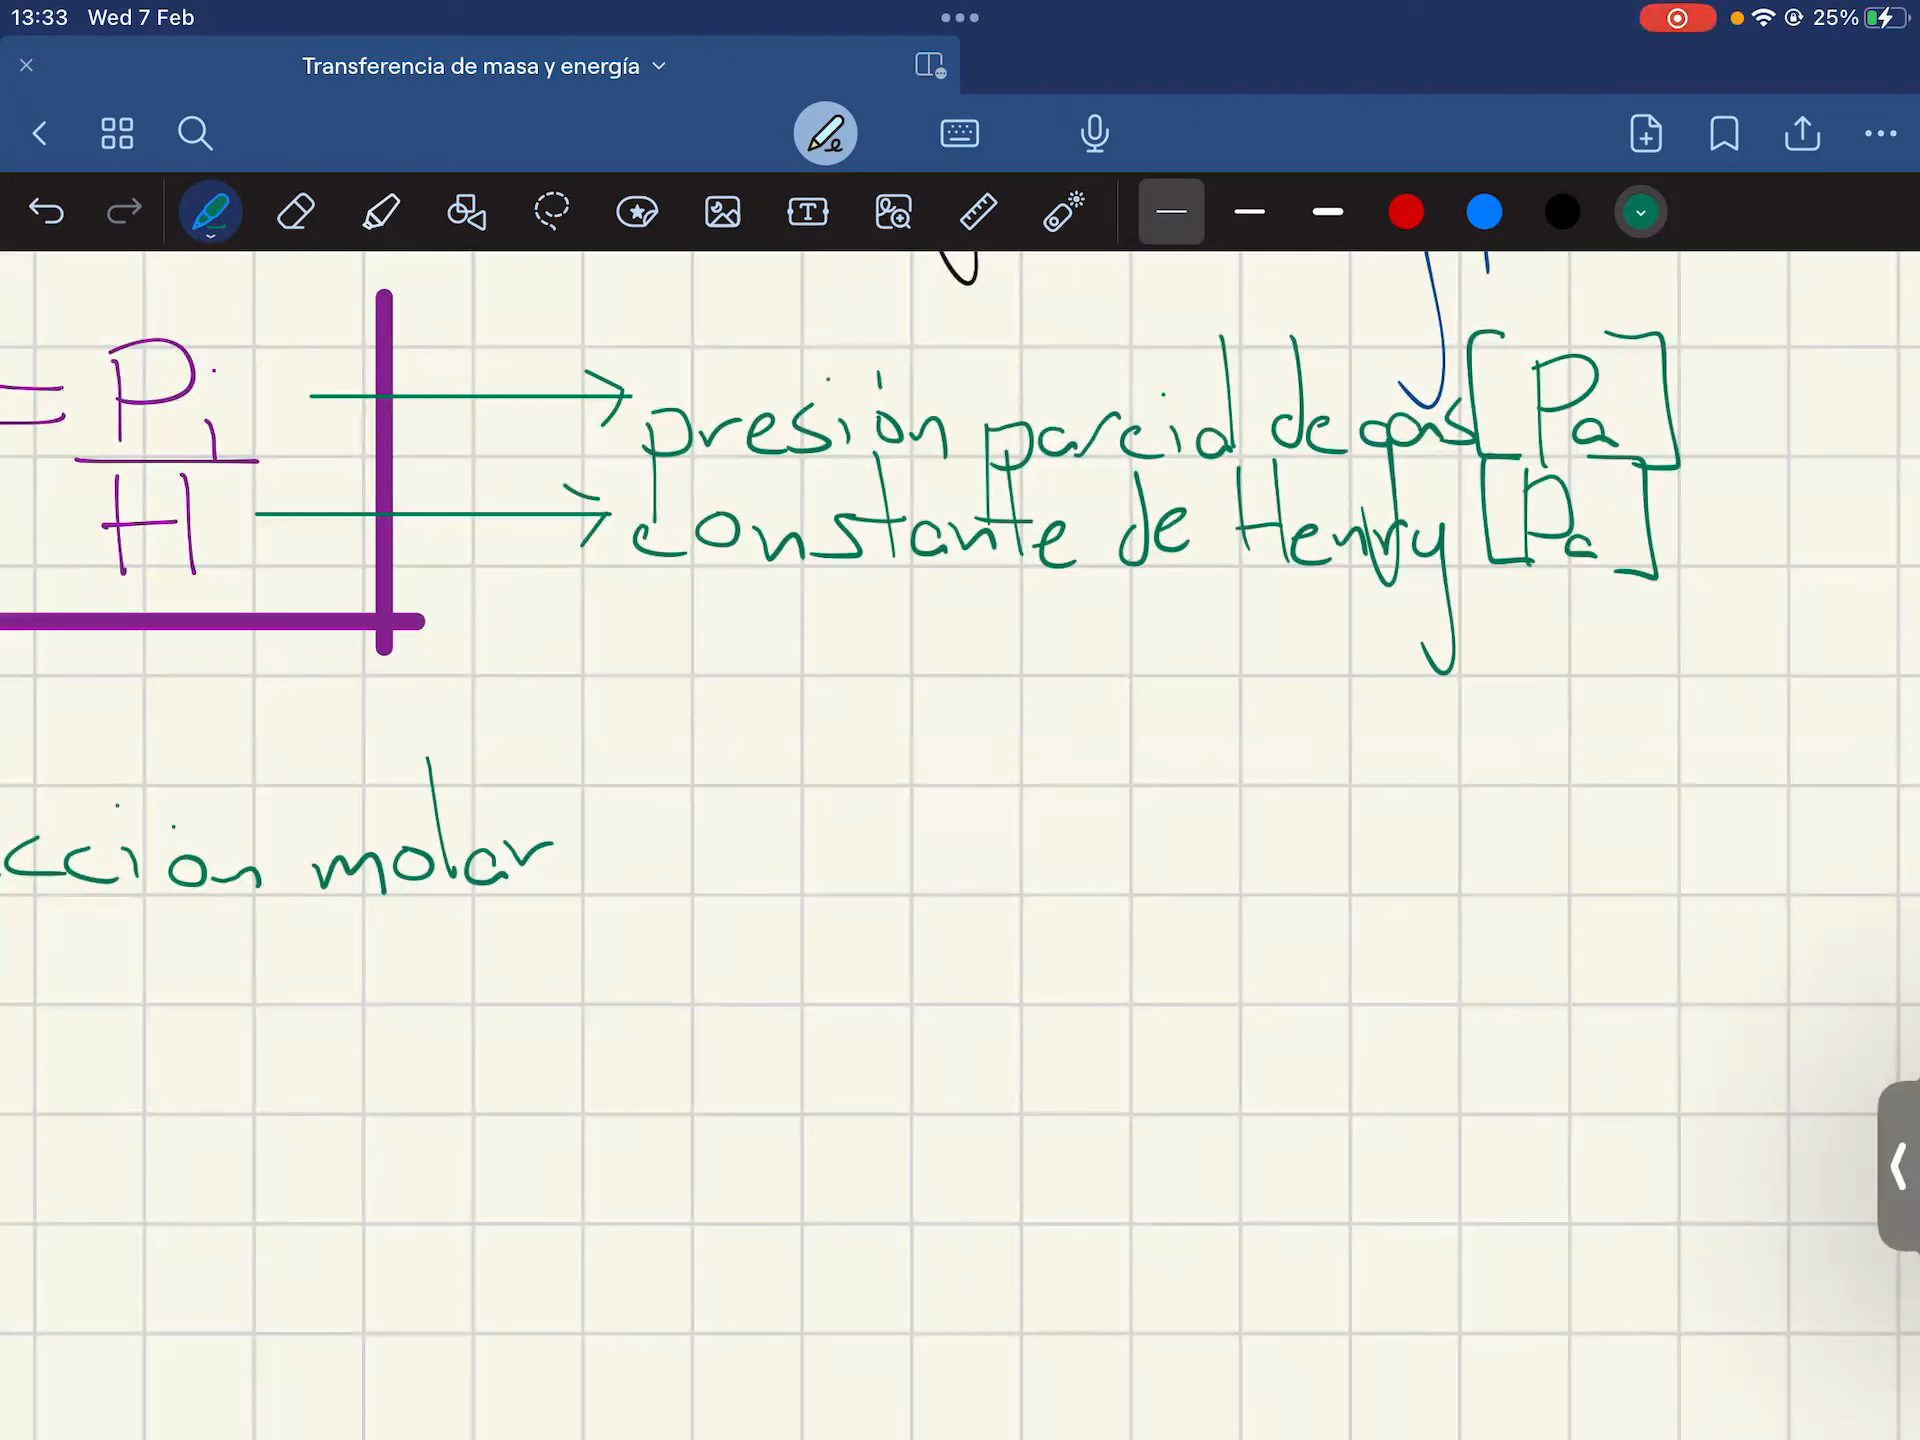 13:33 Wed 7 Feb 25%
Transferencia de masa y energía
= Pi → presión parcial de gas [Pa]
H → constante de Henry [Pa]
cción molar